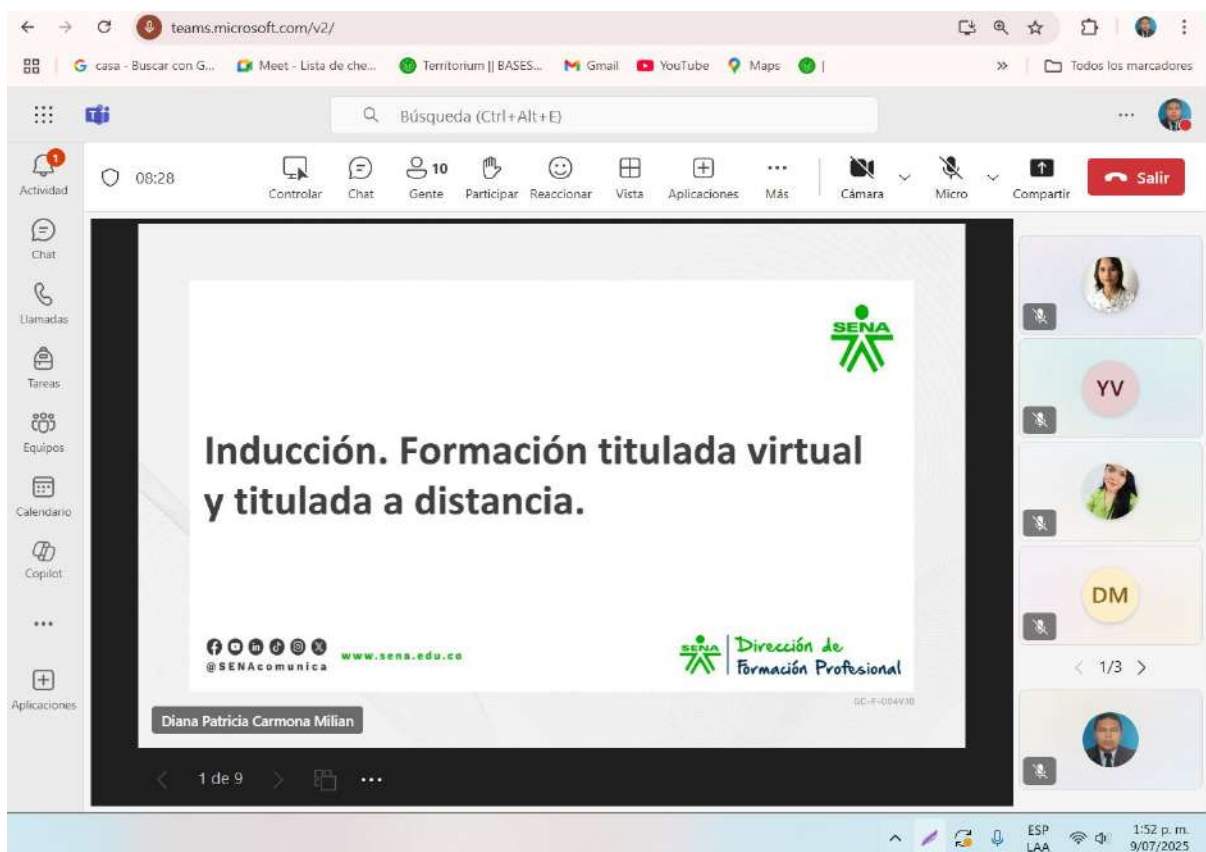 teams.microsoft.com/v2/
casa - Buscar con G...
Meet - Lista de che...
Territorium || BASES...
Gmail
YouTube
Maps
|
»
Todos los marcadores
Búsqueda (Ctrl+Alt+E)
1
Actividad
08:28
Controlar
Chat
10
Gente
Participar
Reaccionar
Vista
Aplicaciones
Más
Cámara
Micro
Compartir
Salir
Chat
Llamadas
Tareas
Equipos
Calendario
Copilot
Aplicaciones
SENA
Inducción. Formación titulada virtual
y titulada a distancia.
@SENAcomunica
www.sena.edu.co
SENA
Dirección de
Formación Profesional
GC-F-004V.10
Diana Patricia Carmona Milian
1 de 9
YV
DM
1/3
ESP
LAA
1:52 p. m.
9/07/2025